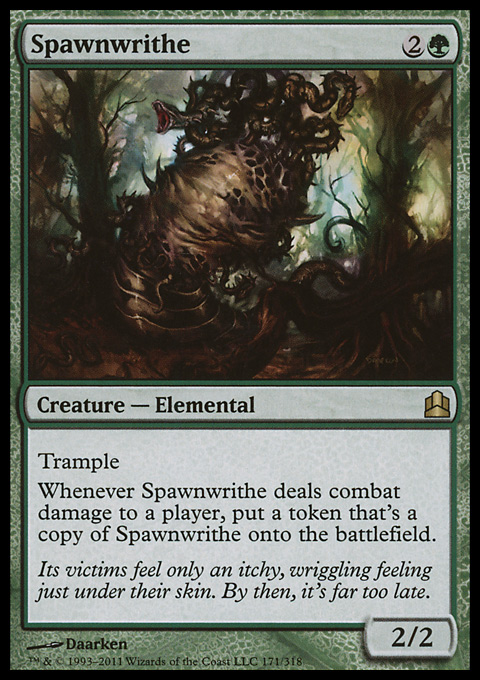 Spawnwrithe 2
Creature — Elemental
Trample
Whenever Spawnwrithe deals combat
damage to a player, put a token that's a
copy of Spawnwrithe onto the battlefield.
Its victims feel only an itchy, wriggling feeling
just under their skin. By then, it's far too late.
Daarken
2/2
™ & © 1993–2011 Wizards of the Coast LLC 171/318